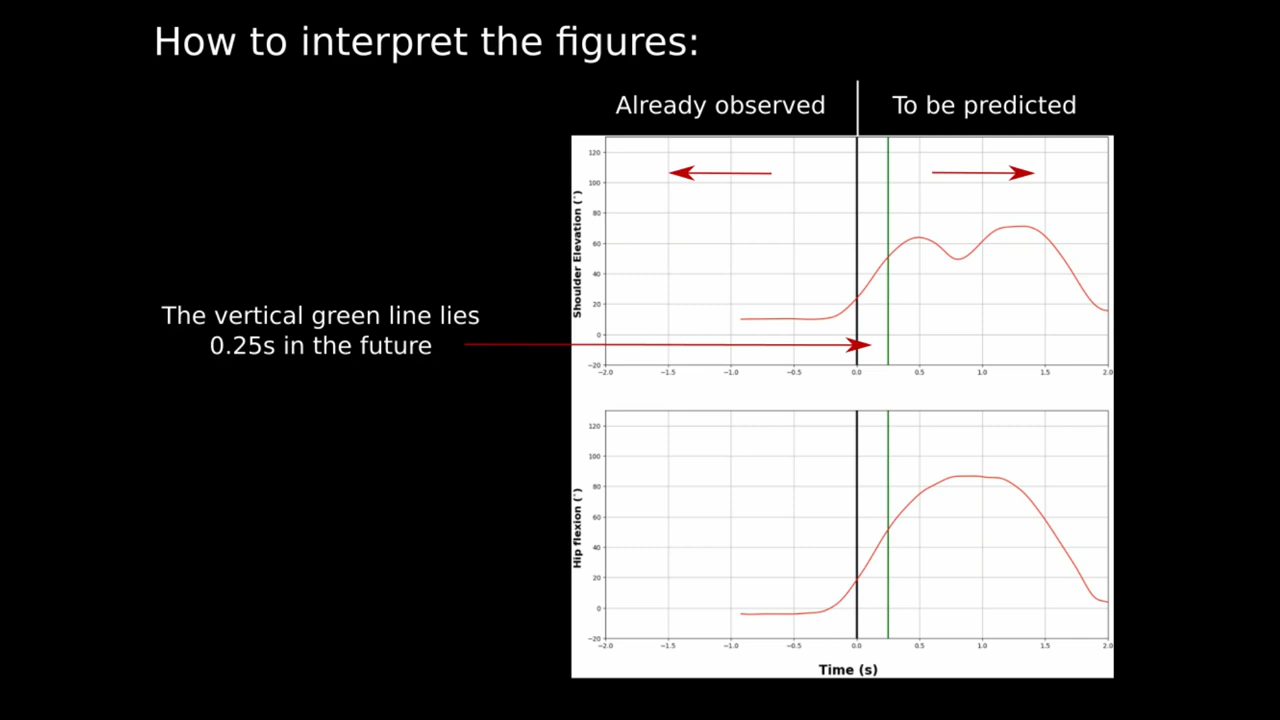 How to interpret the figures:
Already observed
To be predicted
120
100
80
60
40
20
0
−20
Shoulder Elevation (°)
−2.0 −1.5 −1.0 −0.5 0.0 0.5 1.0 1.5 2.0
The vertical green line lies
0.25s in the future
120
100
80
60
40
20
0
−20
Hip flexion (°)
−2.0 −1.5 −1.0 −0.5 0.0 0.5 1.0 1.5 2.0
Time (s)